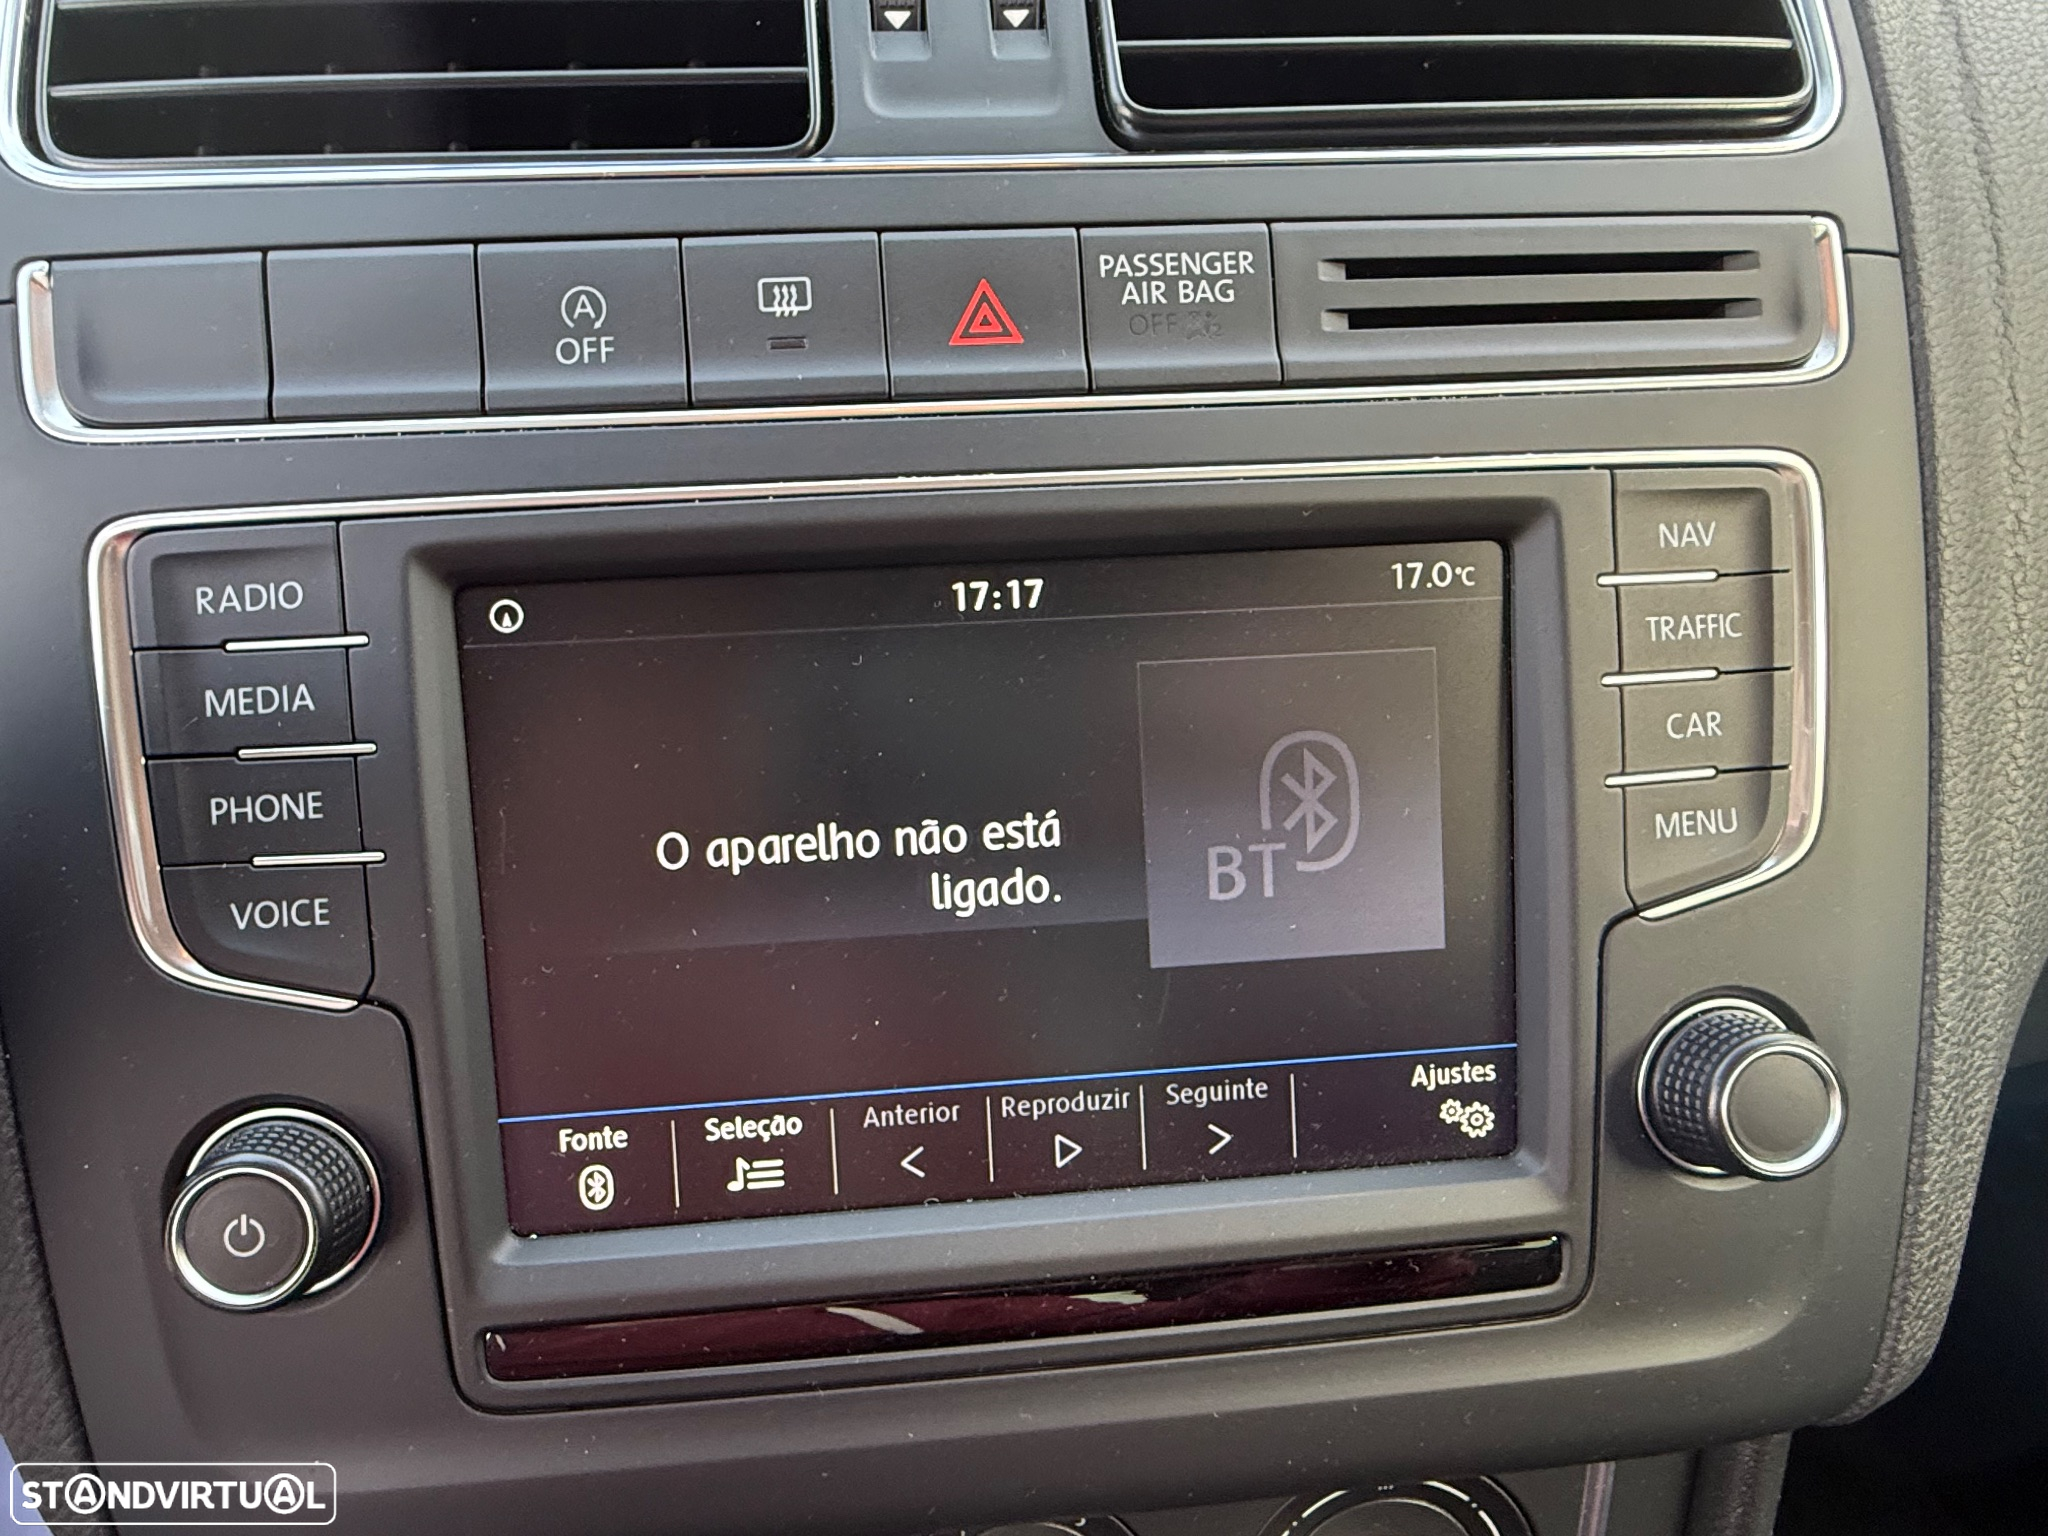 A
OFF
PASSENGER
AIR BAG
OFF
RADIO
MEDIA
PHONE
VOICE
17:17
17.0°C
O aparelho não está
ligado.
BT
Fonte
Seleção
Anterior
Reproduzir
Seguinte
Ajustes
NAV
TRAFFIC
CAR
MENU
STANDVIRTUAL